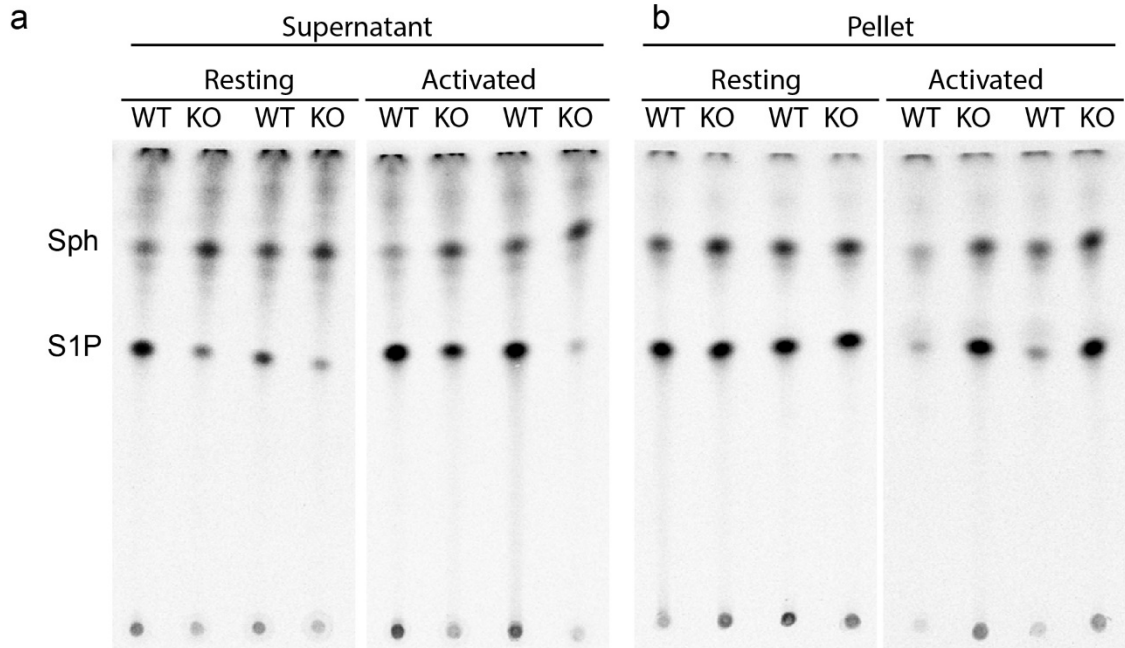 a
Supernatant
Resting Activated
WT KO WT KO WT KO WT KO
Sph
S1P
b
Pellet
Resting Activated
WT KO WT KO WT KO WT KO